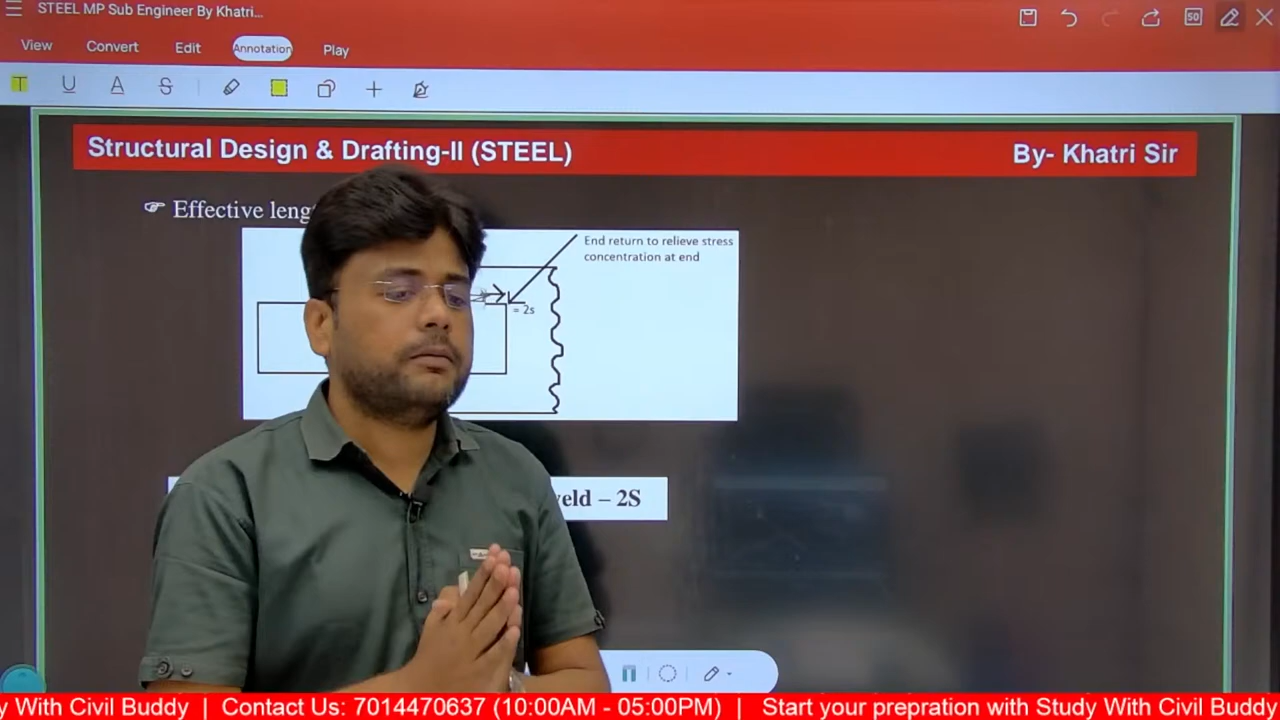 STEEL MP Sub Engineer By Khatri...
50
View Convert Edit Annotation Play
T U A S
Structural Design & Drafting-II (STEEL) By- Khatri Sir
☞ Effective
End return to relieve stress
concentration at end
= 2s
– 2S
With Civil Buddy | Contact Us: 7014470637 (10:00AM - 05:00PM) | Start your prepration with Study With Civil Buddy